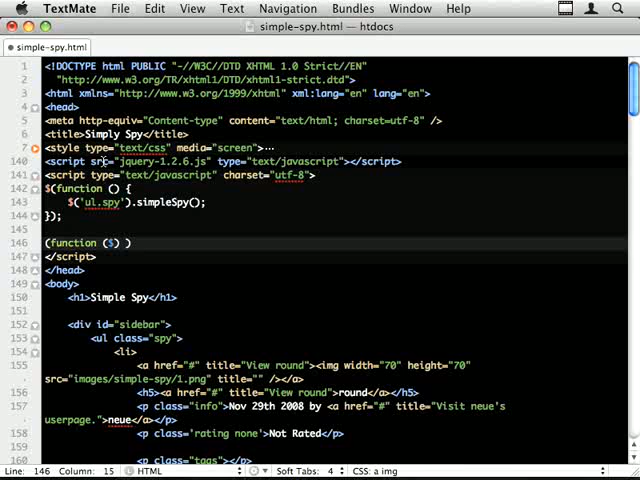 TextMate File Edit View Text Navigation Bundles Window Help
simple-spy.html — htdocs
simple-spy.html
1 <!DOCTYPE html PUBLIC "-//W3C//DTD XHTML 1.0 Strict//EN"
2 "http://www.w3.org/TR/xhtml1/DTD/xhtml1-strict.dtd">
3 <html xmlns="http://www.w3.org/1999/xhtml" xml:lang="en" lang="en">
4 <head>
5 <meta http-equiv="Content-type" content="text/html; charset=utf-8" />
6 <title>Simply Spy</title>
7 <style type="text/css" media="screen">…
140 <script src="jquery-1.2.6.js" type="text/javascript"></script>
141 <script type="text/javascript" charset="utf-8">
142 $(function () {
143 $('ul.spy').simpleSpy();
144 });
145
146 (function ($) )
147 </script>
148 </head>
149 <body>
150 <h1>Simple Spy</h1>
151
152 <div id="sidebar">
153 <ul class="spy">
154 <li>
155 <a href="#" title="View round"><img width="70" height="70"
· src="images/simple-spy/1.png" title="" /></a>
156 <h5><a href="#" title="View round">round</a></h5>
157 <p class="info">Nov 29th 2008 by <a href="#" title="Visit neue's
· userpage.">neue</a></p>
158 <p class='rating none'>Not Rated</p>
159
160 <p class="tags"></p>
Line: 146 Column: 15 HTML Soft Tabs: 4 CSS: a img